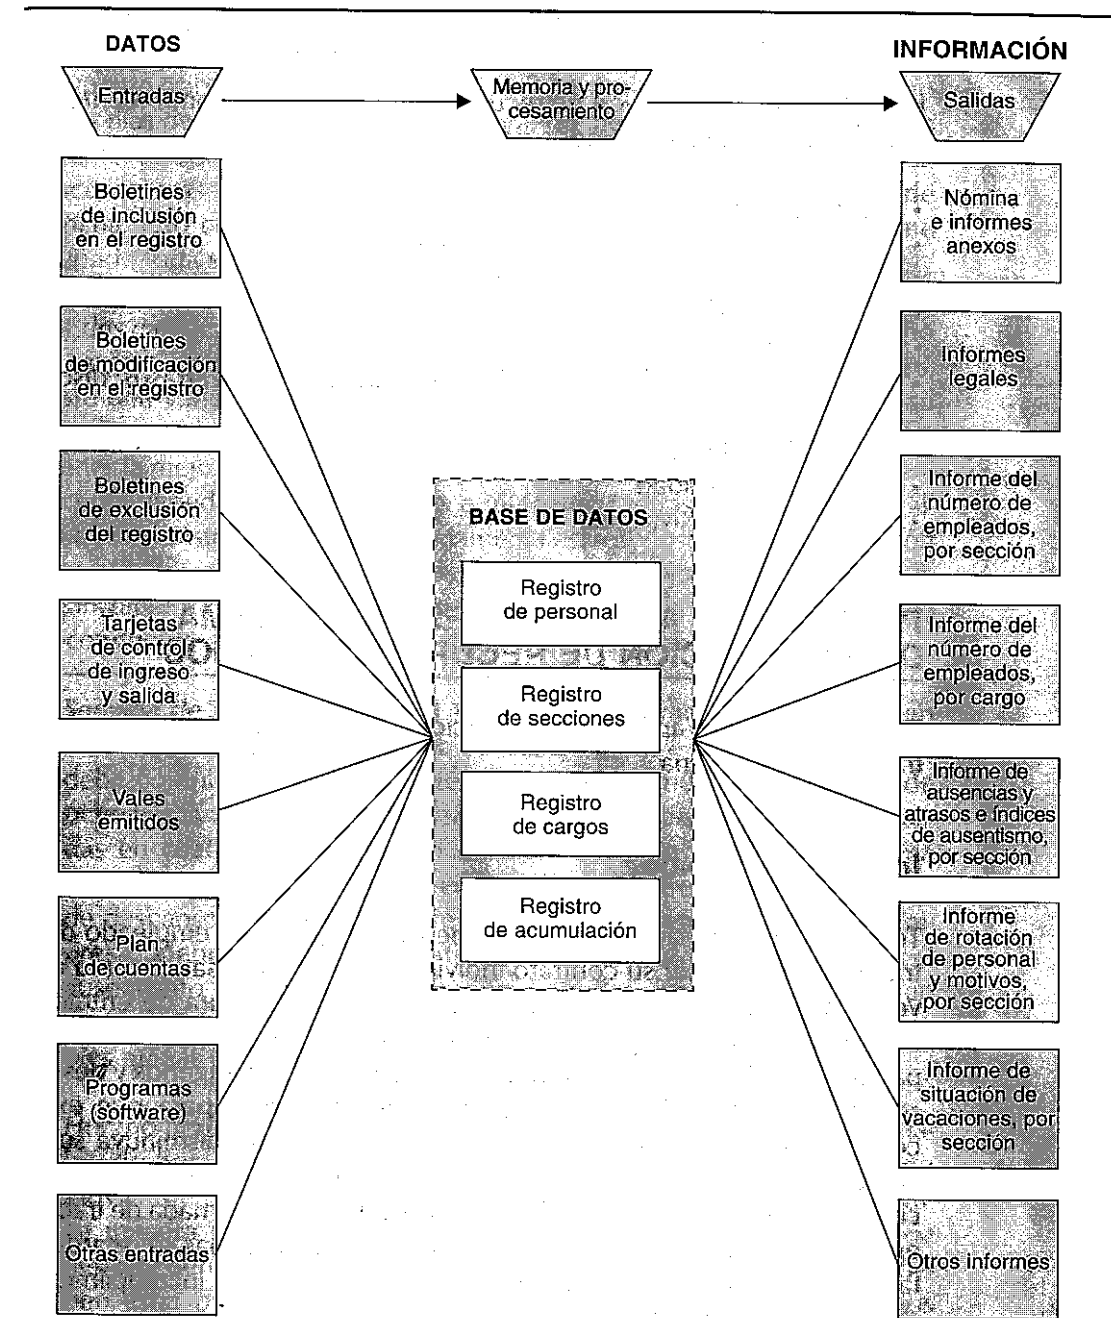 DATOS
INFORMACIÓN
Entradas
Memoria y pro-
cesamiento
Salidas
Boletines
de inclusión
en el registro
Boletines
de modificación
en el registro
Boletines
de exclusión
del registro
Tarjetas
de control
de ingreso
y salida
Vales
emitidos
Plan
de cuentas
Programas
(software)
Otras entradas
BASE DE DATOS
Registro
de personal
Registro
de secciones
Registro
de cargos
Registro
de acumulación
Nómina
e informes
anexos
Informes
legales
Informe del
número de
empleados,
por sección
Informe del
número de
empleados,
por cargo
Informe de
ausencias y
atrasos e índices
de ausentismo,
por sección
Informe
de rotación
de personal
y motivos,
por sección
Informe de
situación de
vacaciones, por
sección
Otros informes